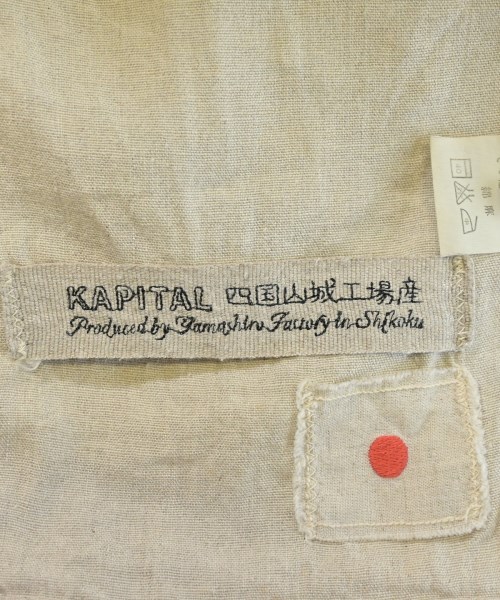 KAPITAL 四国山城工場産
Produced by Yamashiro Factory in Shikoku